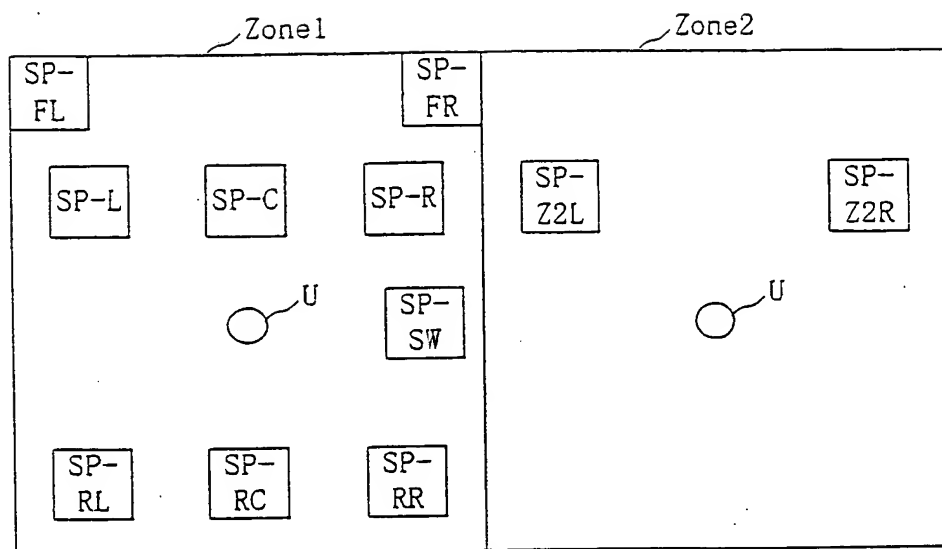 Zone1
Zone2
SP-
FL
SP-
FR
SP-L
SP-C
SP-R
SP-
Z2L
SP-
Z2R
U
SP-
SW
U
SP-
RL
SP-
RC
SP-
RR